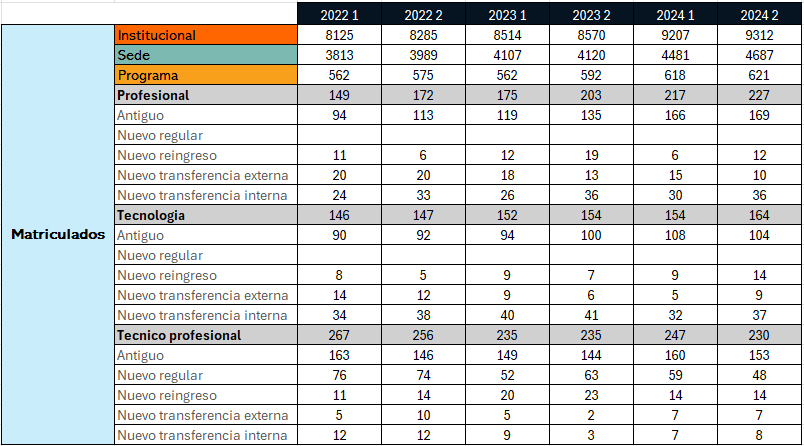 2022 1 2022 2 2023 1 2023 2 2024 1 2024 2
Institucional 8125 8285 8514 8570 9207 9312
Sede 3813 3989 4107 4120 4481 4687
Programa 562 575 562 592 618 621
Profesional 149 172 175 203 217 227
Antiguo 94 113 119 135 166 169
Nuevo regular
Nuevo reingreso 11 6 12 19 6 12
Nuevo transferencia externa 20 20 18 13 15 10
Nuevo transferencia interna 24 33 26 36 30 36
Tecnologia 146 147 152 154 154 164
Matriculados Antiguo 90 92 94 100 108 104
Nuevo regular
Nuevo reingreso 8 5 9 7 9 14
Nuevo transferencia externa 14 12 9 6 5 9
Nuevo transferencia interna 34 38 40 41 32 37
Tecnico profesional 267 256 235 235 247 230
Antiguo 163 146 149 144 160 153
Nuevo regular 76 74 52 63 59 48
Nuevo reingreso 11 14 20 23 14 14
Nuevo transferencia externa 5 10 5 2 7 7
Nuevo transferencia interna 12 12 9 3 7 8